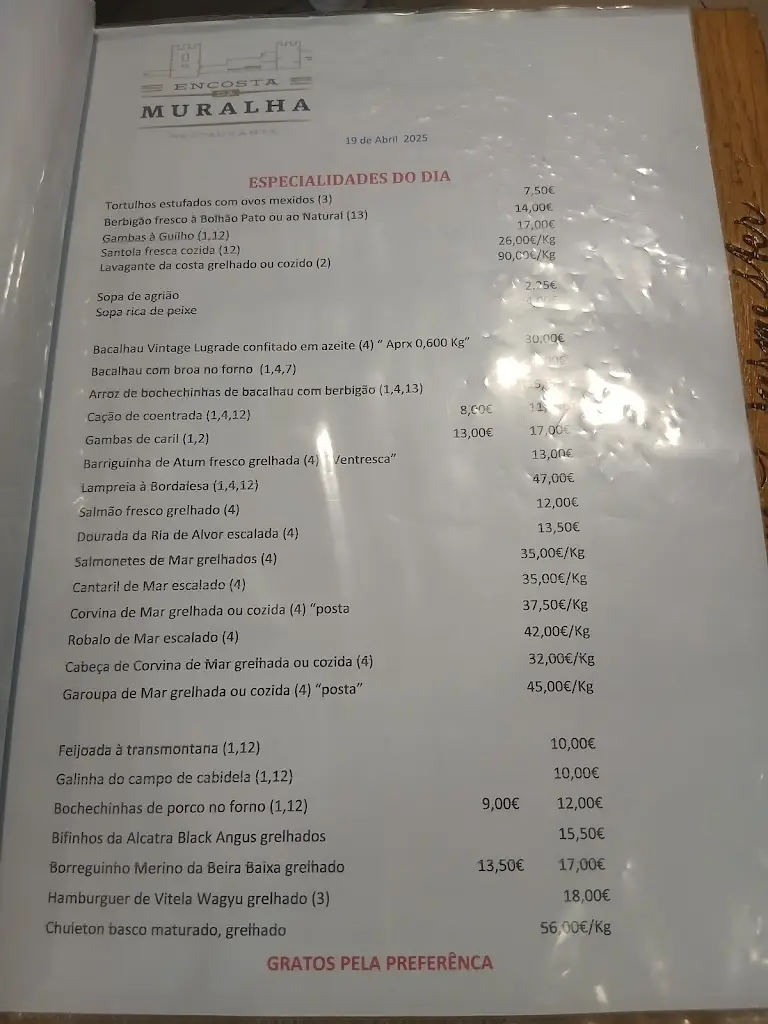 ENCOSTA
DA
MURALHA
RESTAURANTE
19 de Abril 2025
ESPECIALIDADES DO DIA
Tortulhos estufados com ovos mexidos (3) 7,50€
Berbigão fresco à Bolhão Pato ou ao Natural (13) 14,00€
Gambas à Guilho (1,12) 17,00€
Santola fresca cozida (12) 26,00€/Kg
Lavagante da costa grelhado ou cozido (2) 90,00€/Kg
Sopa de agrião 2,25€
Sopa rica de peixe
Bacalhau Vintage Lugrade confitado em azeite (4) “ Aprx 0,600 Kg” 30,00€
Bacalhau com broa no forno (1,4,7)
Arroz de bochechinhas de bacalhau com berbigão (1,4,13)
Cação de coentrada (1,4,12) 8,00€
Gambas de caril (1,2) 13,00€ 17,00€
Barriguinha de Atum fresco grelhada (4) Ventresca” 13,00€
Lampreia à Bordalesa (1,4,12) 47,00€
Salmão fresco grelhado (4) 12,00€
Dourada da Ria de Alvor escalada (4) 13,50€
Salmonetes de Mar grelhados (4) 35,00€/Kg
Cantaril de Mar escalado (4) 35,00€/Kg
Corvina de Mar grelhada ou cozida (4) “posta 37,50€/Kg
Robalo de Mar escalado (4) 42,00€/Kg
Cabeça de Corvina de Mar grelhada ou cozida (4) 32,00€/Kg
Garoupa de Mar grelhada ou cozida (4) “posta” 45,00€/Kg
Feijoada à transmontana (1,12) 10,00€
Galinha do campo de cabidela (1,12) 10,00€
Bochechinhas de porco no forno (1,12) 9,00€ 12,00€
Bifinhos da Alcatra Black Angus grelhados 15,50€
Borreguinho Merino da Beira Baixa grelhado 13,50€ 17,00€
Hamburguer de Vitela Wagyu grelhado (3) 18,00€
Chuleton basco maturado, grelhado 56,00€/Kg
GRATOS PELA PREFERÊNCA